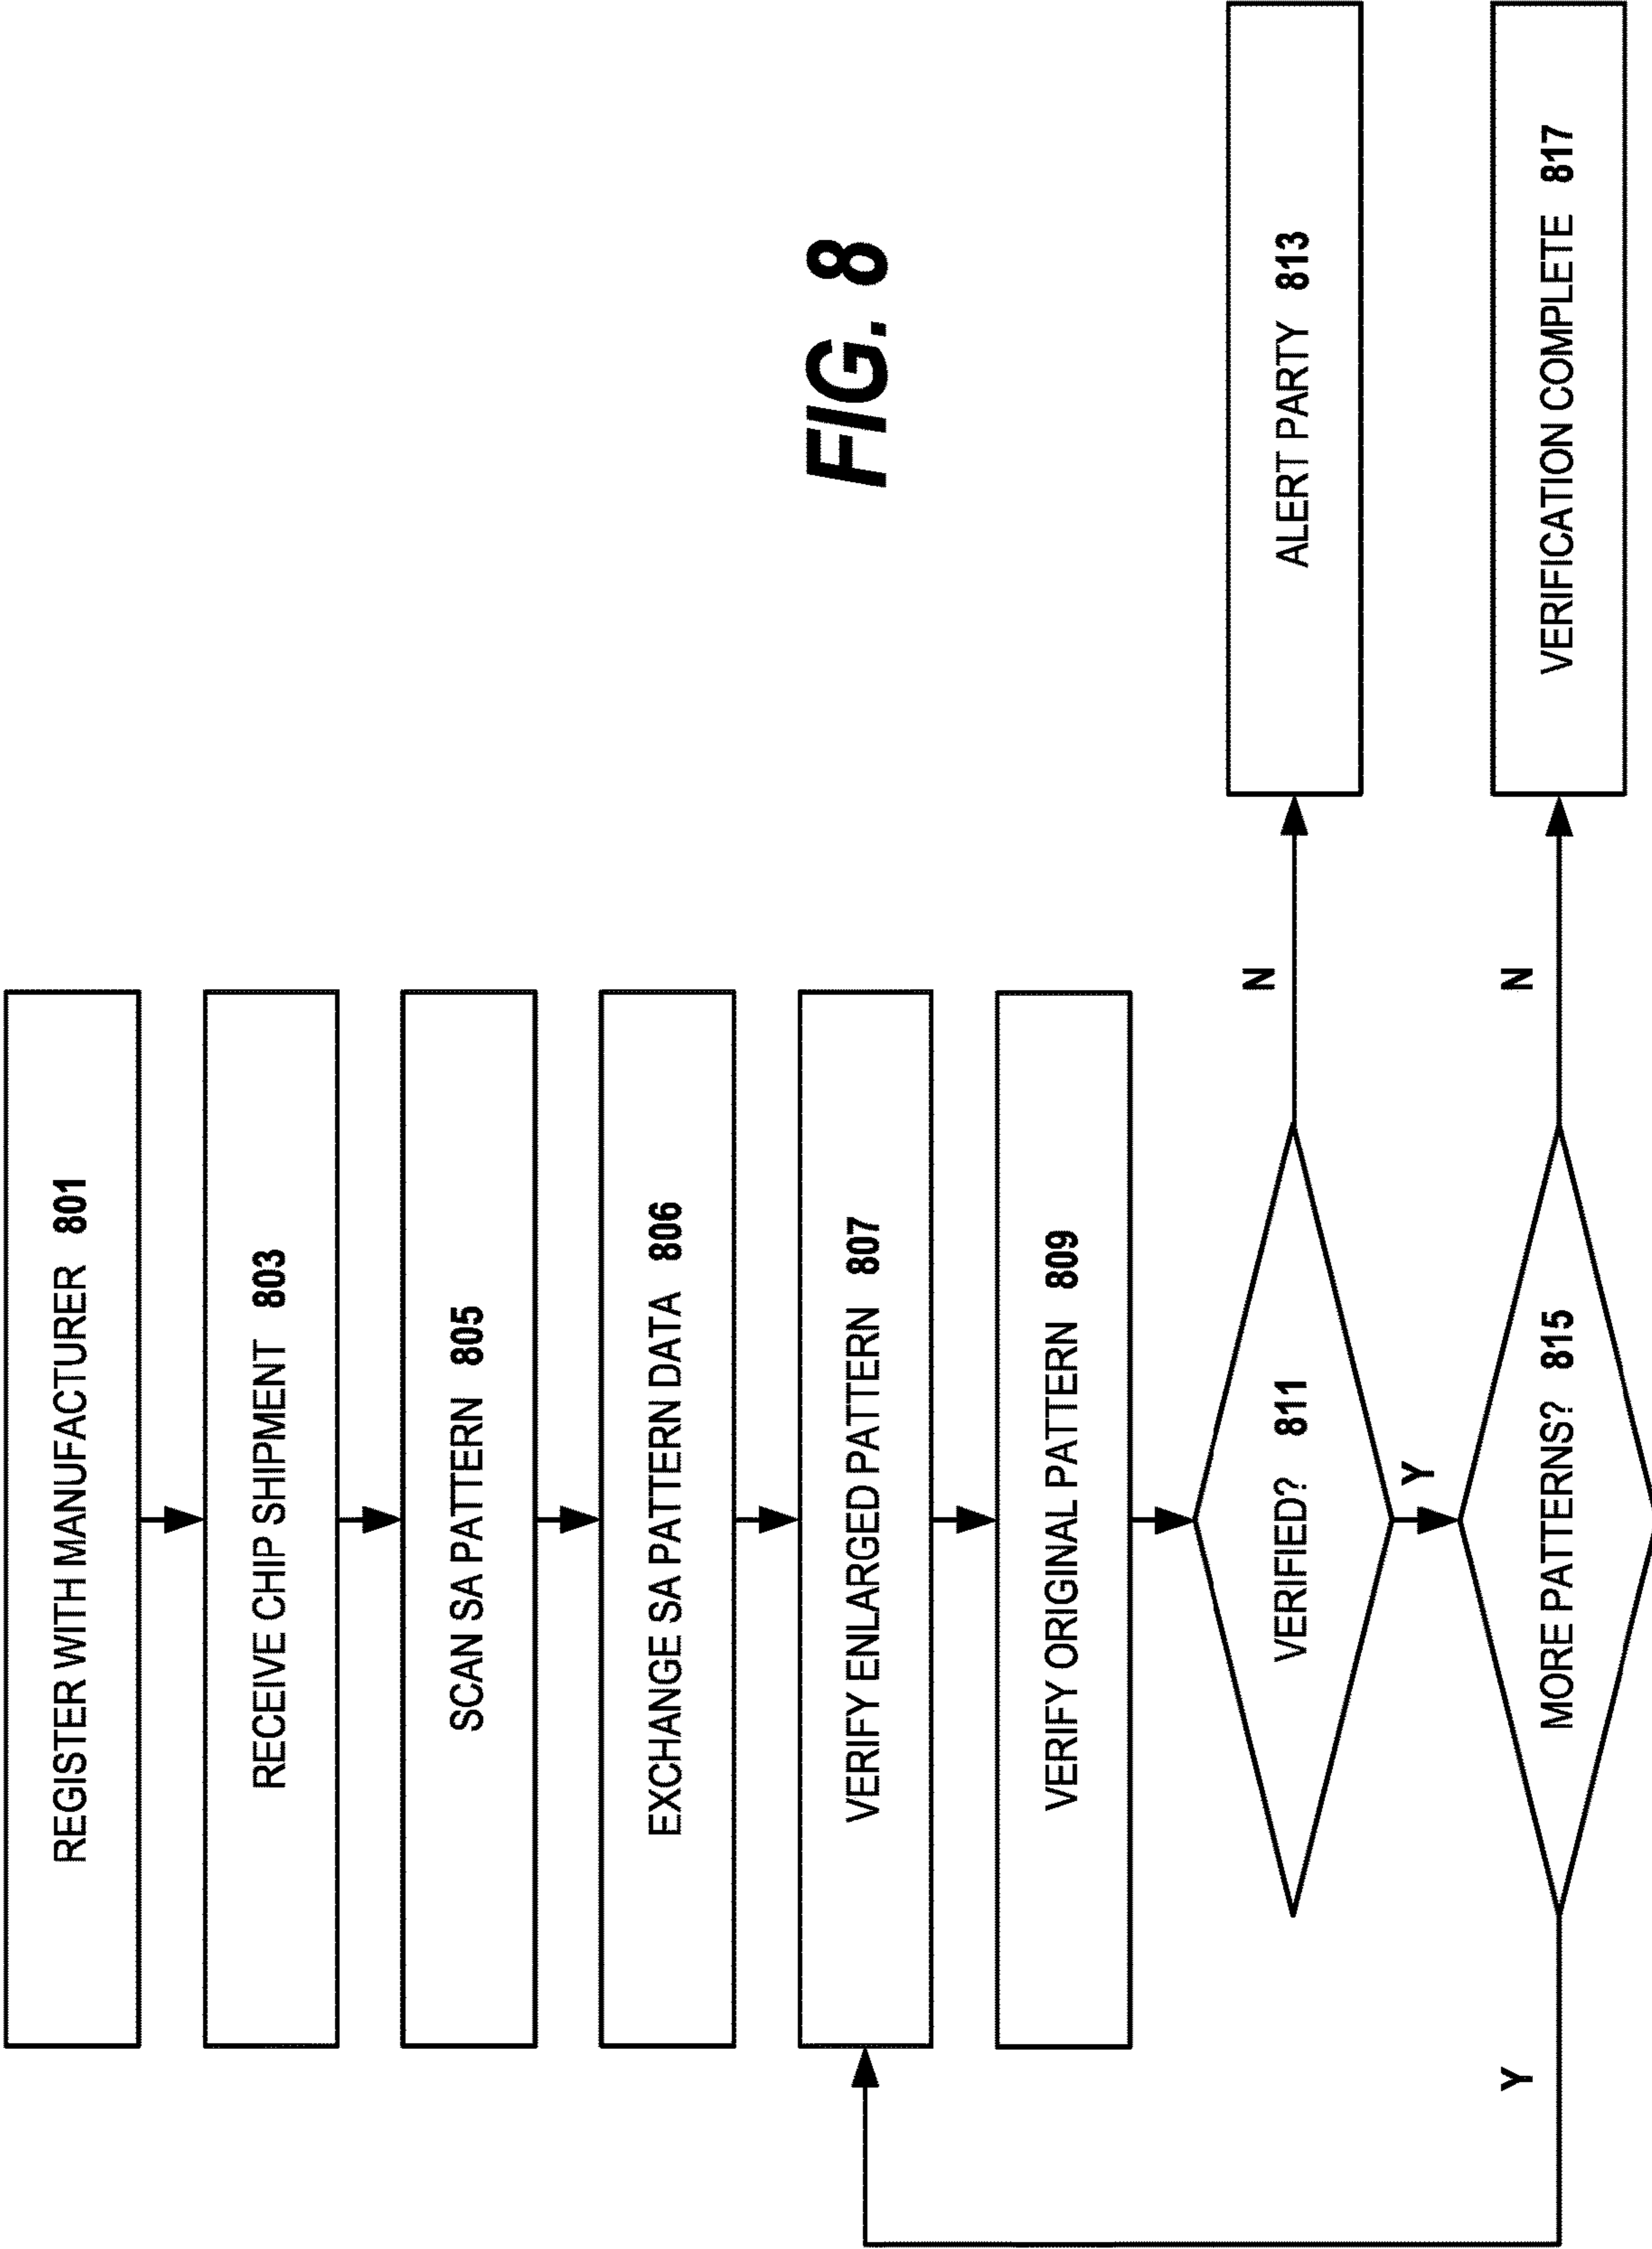 REGISTER WITH MANUFACTURER 801
RECEIVE CHIP SHIPMENT 803
SCAN SA PATTERN 805
EXCHANGE SA PATTERN DATA 806
VERIFY ENLARGED PATTERN 807
VERIFY ORIGINAL PATTERN 809
VERIFIED? 811
N
ALERT PARTY 813
Y
MORE PATTERNS? 815
Y
N
VERIFICATION COMPLETE 817
FIG. 8